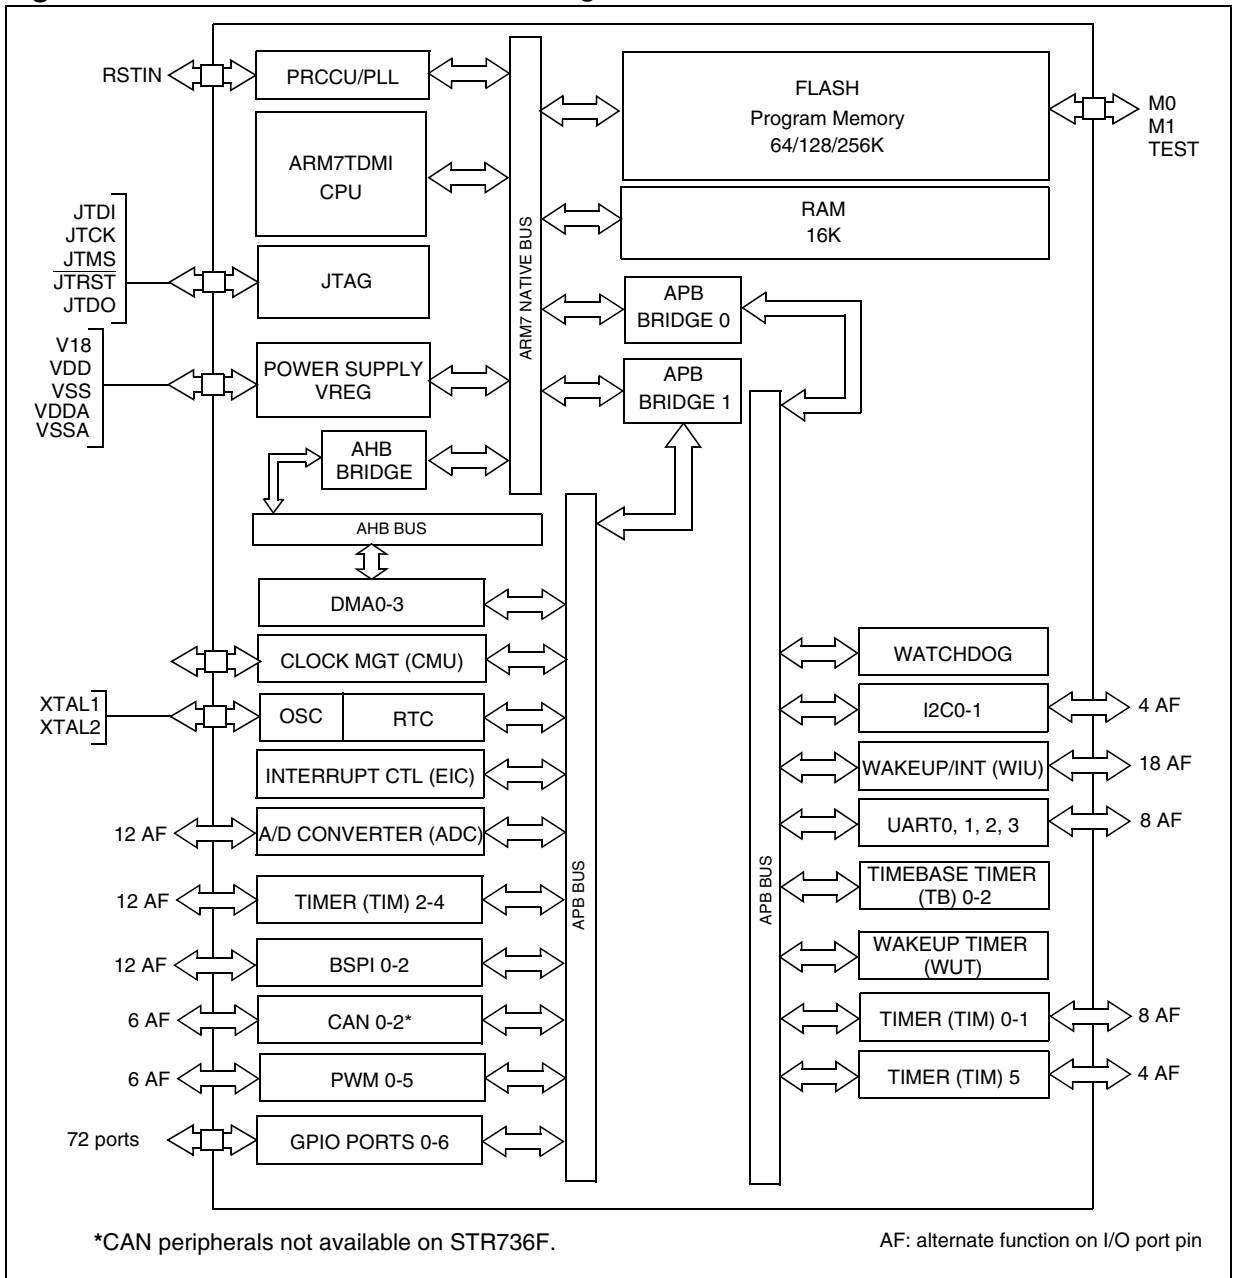 RSTIN
PRCCU/PLL
ARM7TDMI
CPU
JTDI
JTCK
JTMS
JTRST
JTDO
JTAG
V18
VDD
VSS
VDDA
VSSA
POWER SUPPLY
VREG
AHB
BRIDGE
AHB BUS
ARM7 NATIVE BUS
FLASH
Program Memory
64/128/256K
M0
M1
TEST
RAM
16K
APB
BRIDGE 0
APB
BRIDGE 1
DMA0-3
CLOCK MGT (CMU)
XTAL1
XTAL2
OSC
RTC
INTERRUPT CTL (EIC)
12 AF
A/D CONVERTER (ADC)
12 AF
TIMER (TIM) 2-4
12 AF
BSPI 0-2
6 AF
CAN 0-2*
6 AF
PWM 0-5
72 ports
GPIO PORTS 0-6
APB BUS
APB BUS
WATCHDOG
I2C0-1
4 AF
WAKEUP/INT (WIU)
18 AF
UART0, 1, 2, 3
8 AF
TIMEBASE TIMER
(TB) 0-2
WAKEUP TIMER
(WUT)
TIMER (TIM) 0-1
8 AF
TIMER (TIM) 5
4 AF
*CAN peripherals not available on STR736F.
AF: alternate function on I/O port pin